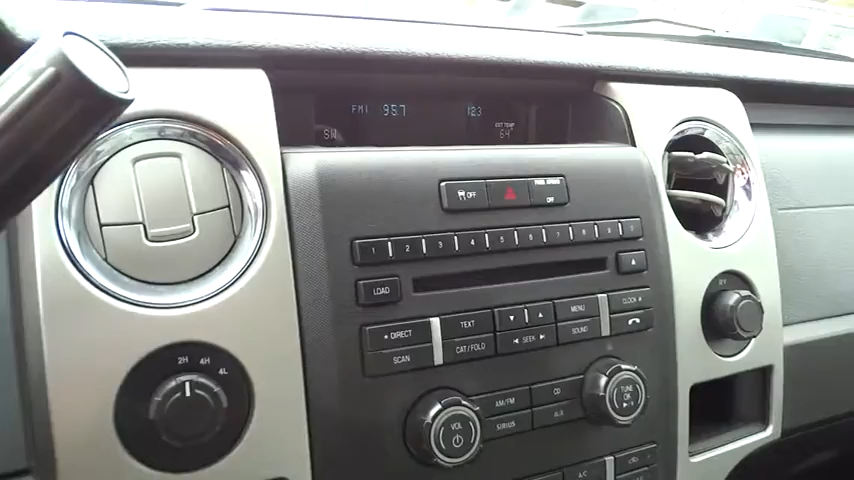 FM1 95.7 12:3
EXT TEMP
SW 64°
OFF
OFF
1 2 3 4 5 6 7 8 9 0
LOAD
DIRECT
SCAN
TEXT
CAT/FOLD
SEEK
MENU
SOUND
CLOCK
2H 4H 4L
AM/FM
SIRIUS
CD
AUX
VOL
TUNE
OR
A/C